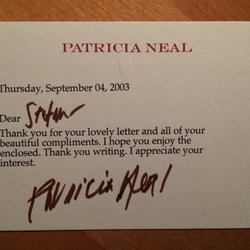 PATRICIA NEAL
Thursday, September 04, 2003
Dear Stefan
Thank you for your lovely letter and all of your
beautiful compliments. I hope you enjoy the
enclosed. Thank you writing. I appreciate your
interest.
Patricia Neal